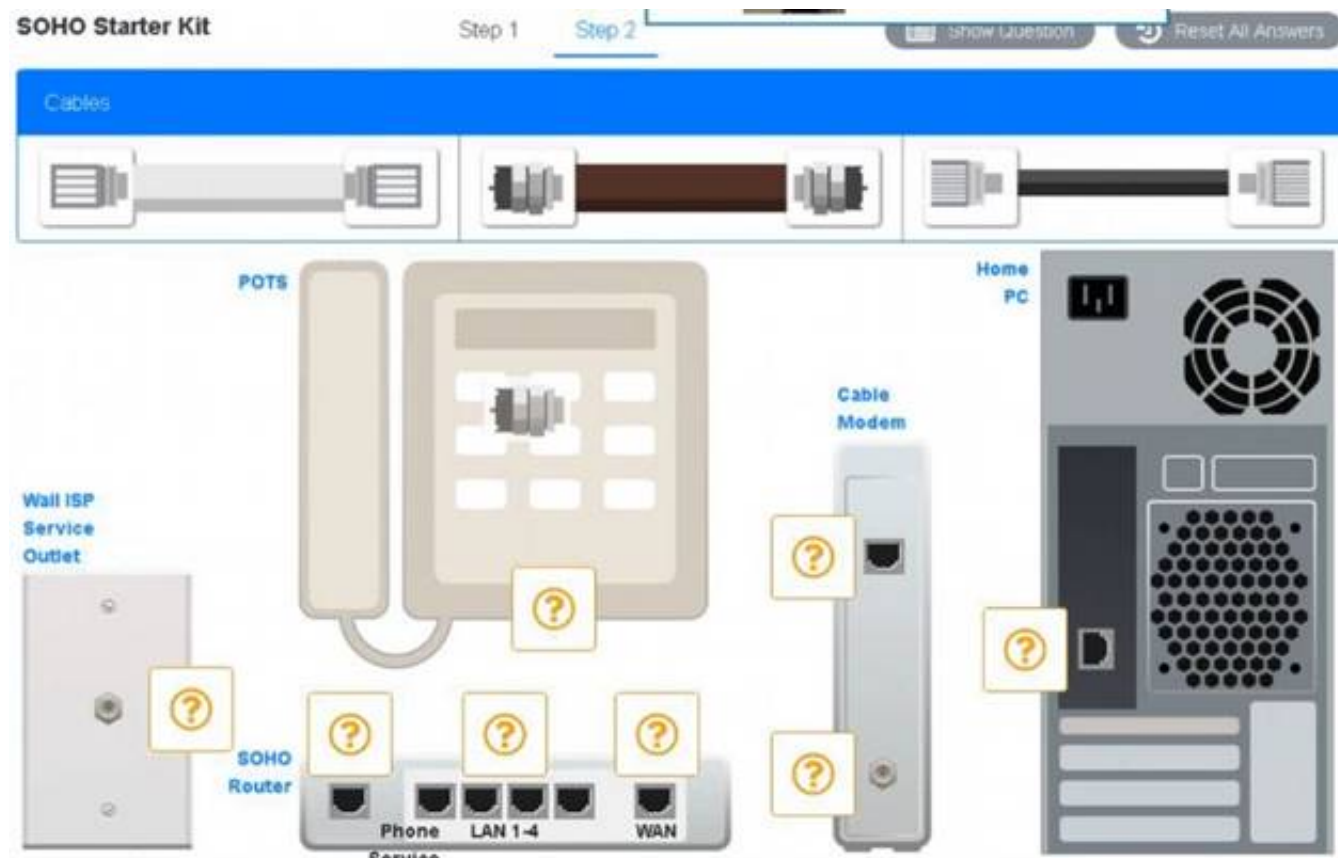 SOHO Starter Kit
Step 1
Step 2
Show Question
Reset All Answers
Cables
POTS
Home
PC
Cable
Modem
Wall ISP
Service
Outlet
?
?
?
?
?
?
?
?
SOHO
Router
Phone
LAN 1-4
WAN
Service